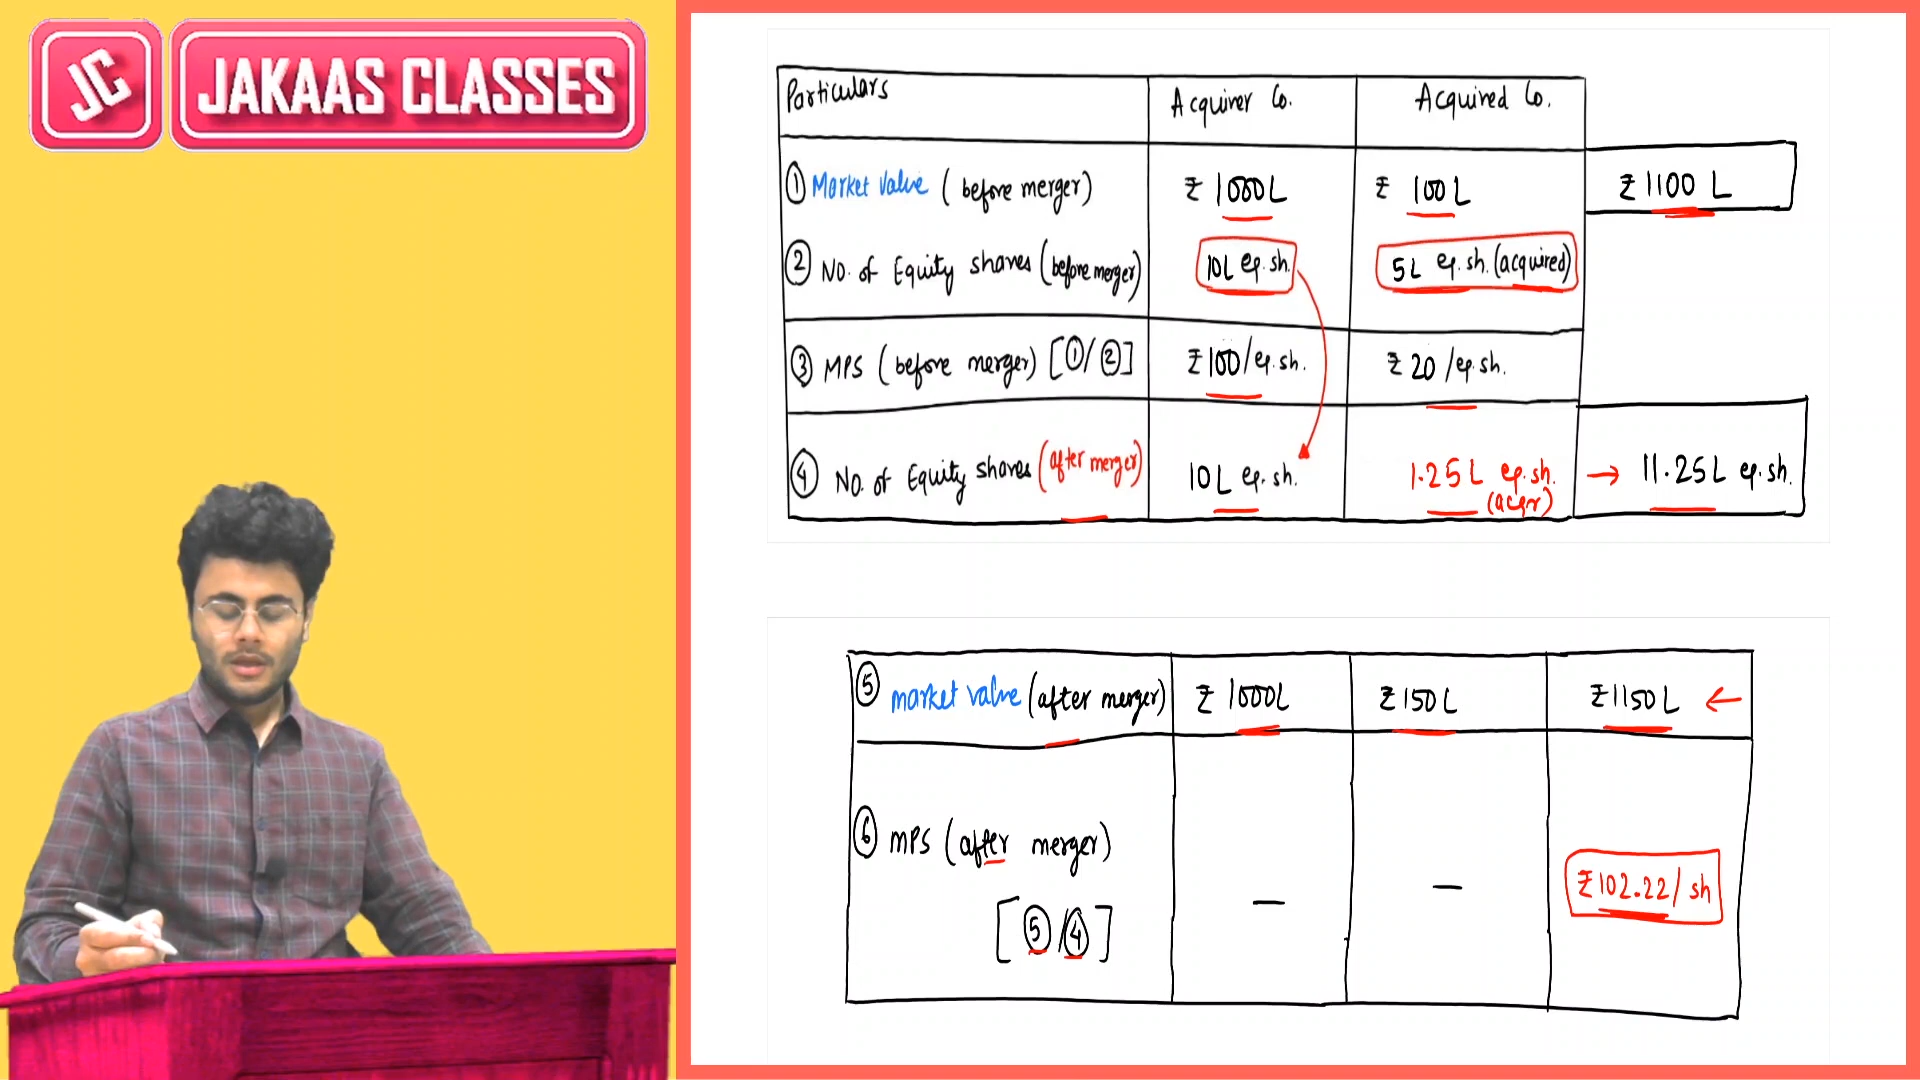 JC JAKAAS CLASSES
Particulars Acquirer Co. Acquired Co.
① Market Value (before merger) ₹ 1000L ₹ 100L ₹ 1100 L
② No. of Equity shares (before merger) 10L eq.sh. 5L eq.sh.(acquired)
③ MPS (before merger) [①/②] ₹100/eq.sh. ₹ 20/eq.sh.
④ No. of Equity shares (after merger) 10L eq.sh. 1.25L eq.sh. → 11.25L eq.sh.
(acqr)
⑤ market value (after merger) ₹ 1000L ₹150L ₹1150L ←
⑥ MPS (after merger)
[⑤/④] — — ₹102.22/sh